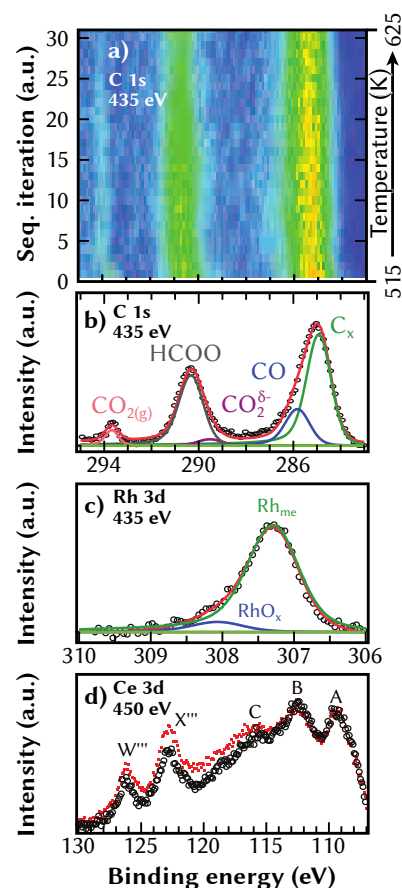 a)
C 1s
435 eV
Seq. iteration (a.u.)
30
25
20
15
10
5
0
625
Temperature (K)
515
b) C 1s
435 eV
Intensity (a.u.)
CO2(g)
HCOO
CO2δ-
CO
Cx
294
290
286
c) Rh 3d
435 eV
Intensity (a.u.)
Rhme
RhOx
310
309
308
307
306
d) Ce 3d
450 eV
Intensity (a.u.)
W'''
X'''
C
B
A
130
125
120
115
110
Binding energy (eV)